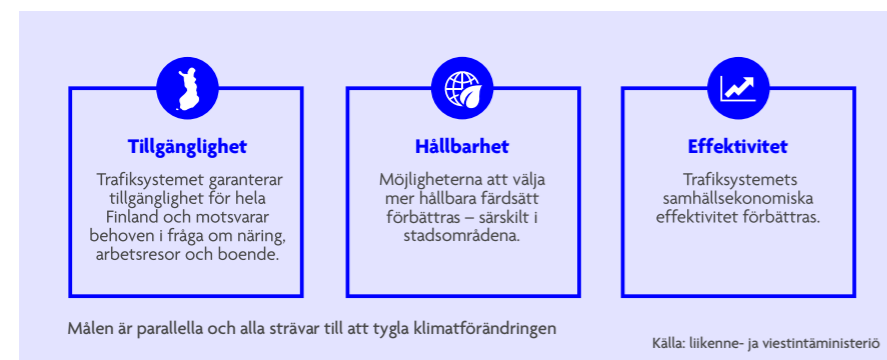 Tillgänglighet
Trafiksystemet garanterar
tillgänglighet för hela
Finland och motsvarar
behoven i fråga om näring,
arbetsresor och boende.
Hållbarhet
Möjligheterna att välja
mer hållbara färdsätt
förbättras – särskilt i
stadsområdena.
Effektivitet
Trafiksystemets
samhällsekonomiska
effektivitet förbättras.
Målen är parallella och alla strävar till att tygla klimatförändringen
Källa: liikenne- ja viestintäministeriö